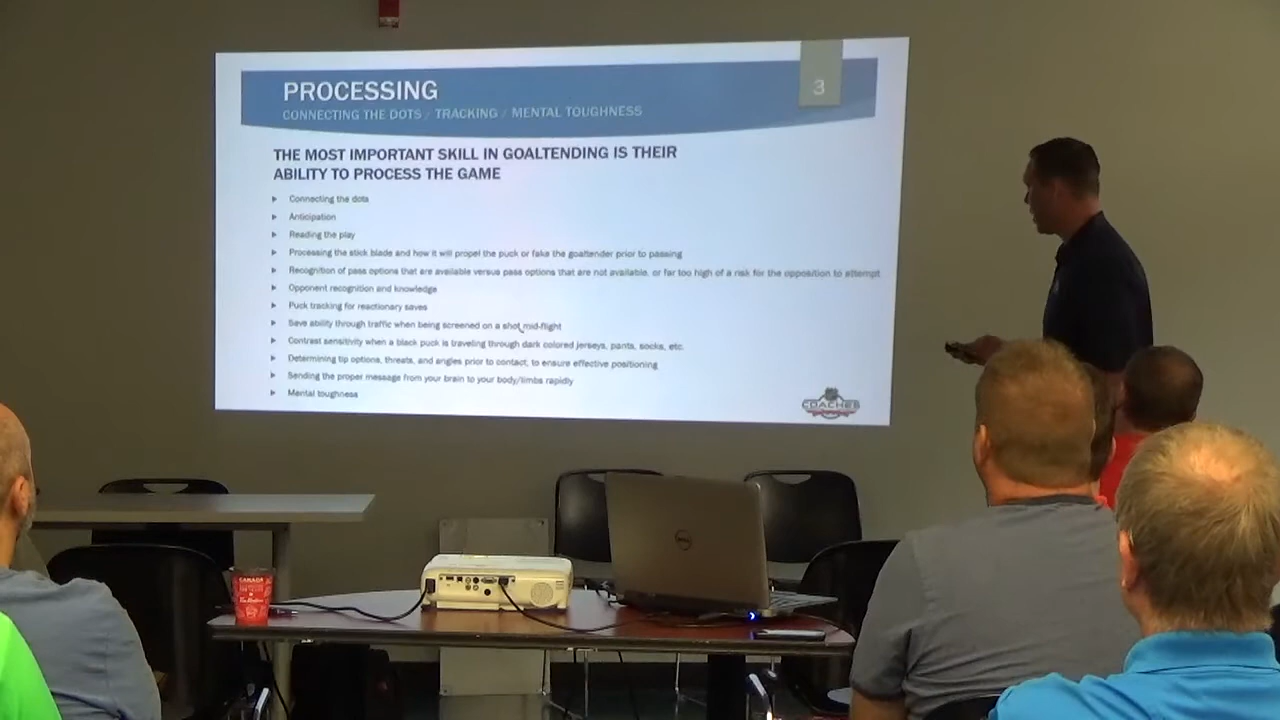 PROCESSING
CONNECTING THE DOTS / TRACKING / MENTAL TOUGHNESS
3
THE MOST IMPORTANT SKILL IN GOALTENDING IS THEIR
ABILITY TO PROCESS THE GAME
Connecting the dots
Anticipation
Reading the play
Processing the stick blade and how it will propel the puck or fake the goaltender prior to passing
Recognition of pass options that are available versus pass options that are not available, or far too high of a risk for the opposition to attempt
Opponent recognition and knowledge
Puck tracking for reactionary saves
Save ability through traffic when being screened on a shot mid-flight
Contrast sensitivity when a black puck is traveling through dark colored jerseys, pants, socks, etc.
Determining tip options, threats, and angles prior to contact, to ensure effective positioning
Sending the proper message from your brain to your body/limbs rapidly
Mental toughness
COACHES
DELL
CANADA